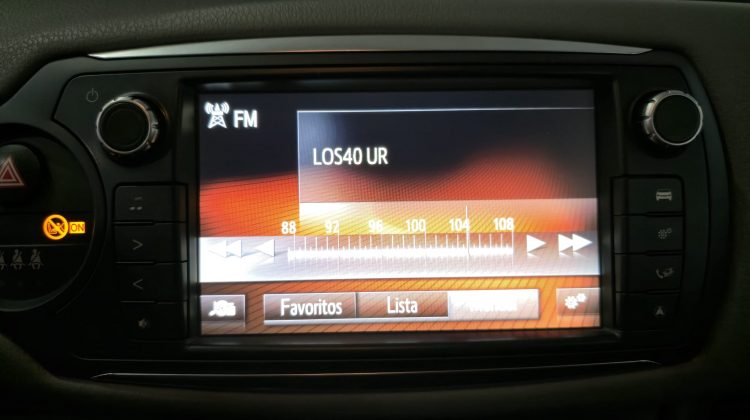 FM
LOS40 UR
88 92 96 100 104 108
ON
Favoritos Lista